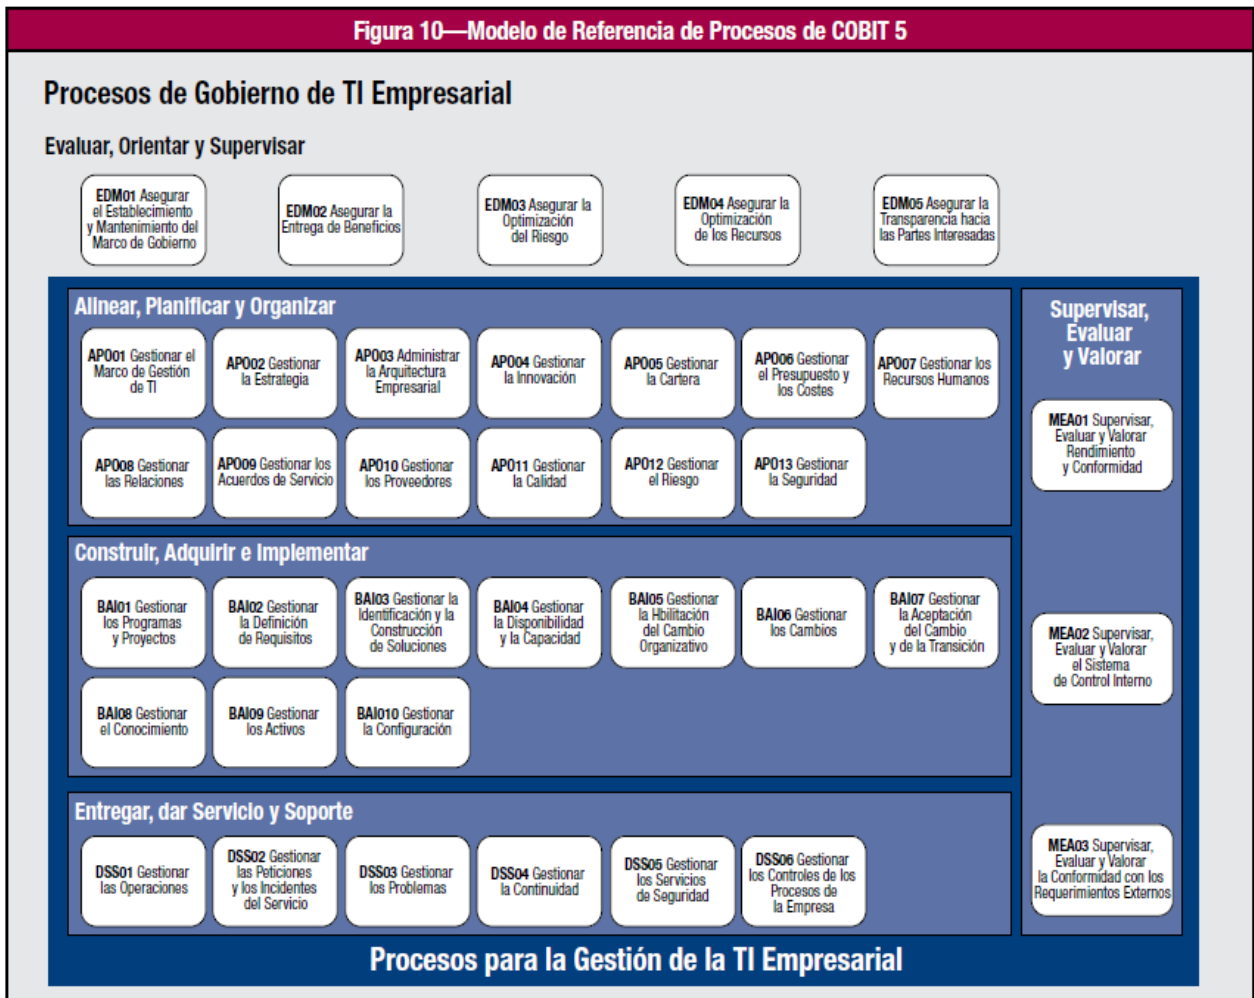 Figura 10—Modelo de Referencia de Procesos de COBIT 5
Procesos de Gobierno de TI Empresarial
Evaluar, Orientar y Supervisar
EDM01 Asegurar
el Establecimiento
y Mantenimiento del
Marco de Gobierno
EDM02 Asegurar la
Entrega de Beneficios
EDM03 Asegurar la
Optimización
del Riesgo
EDM04 Asegurar la
Optimización
de los Recursos
EDM05 Asegurar la
Transparencia hacia
las Partes Interesadas
Alinear, Planificar y Organizar
APO01 Gestionar el
Marco de Gestión
de TI
APO02 Gestionar
la Estrategia
APO03 Administrar
la Arquitectura
Empresarial
APO04 Gestionar
la Innovación
APO05 Gestionar
la Cartera
APO06 Gestionar
el Presupuesto y
los Costes
APO07 Gestionar los
Recursos Humanos
APO08 Gestionar
las Relaciones
APO09 Gestionar los
Acuerdos de Servicio
APO10 Gestionar
los Proveedores
APO11 Gestionar
la Calidad
APO12 Gestionar
el Riesgo
APO13 Gestionar
la Seguridad
Construir, Adquirir e Implementar
BAI01 Gestionar
los Programas
y Proyectos
BAI02 Gestionar
la Definición
de Requisitos
BAI03 Gestionar la
Identificación y la
Construcción
de Soluciones
BAI04 Gestionar
la Disponibilidad
y la Capacidad
BAI05 Gestionar
la Hbilitación
del Cambio
Organizativo
BAI06 Gestionar
los Cambios
BAI07 Gestionar
la Aceptación
del Cambio
y de la Transición
BAI08 Gestionar
el Conocimiento
BAI09 Gestionar
los Activos
BAI010 Gestionar
la Configuración
Entregar, dar Servicio y Soporte
DSS01 Gestionar
las Operaciones
DSS02 Gestionar
las Peticiones
y los Incidentes
del Servicio
DSS03 Gestionar
los Problemas
DSS04 Gestionar
la Continuidad
DSS05 Gestionar
los Servicios
de Seguridad
DSS06 Gestionar
los Controles de los
Procesos de
la Empresa
Supervisar,
Evaluar
y Valorar
MEA01 Supervisar,
Evaluar y Valorar
Rendimiento
y Conformidad
MEA02 Supervisar,
Evaluar y Valorar
el Sistema
de Control Interno
MEA03 Supervisar,
Evaluar y Valorar
la Conformidad con los
Requerimientos Externos
Procesos para la Gestión de la TI Empresarial